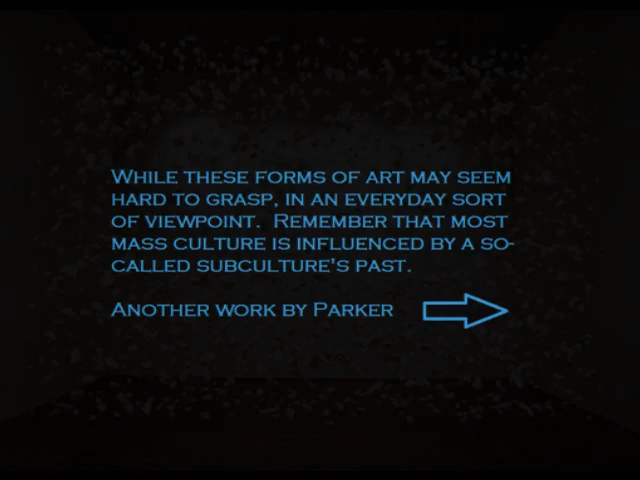 While these forms of art may seem
hard to grasp, in an everyday sort
of viewpoint.  Remember that most
mass culture is influenced by a so-
called subculture's past.
Another work by Parker